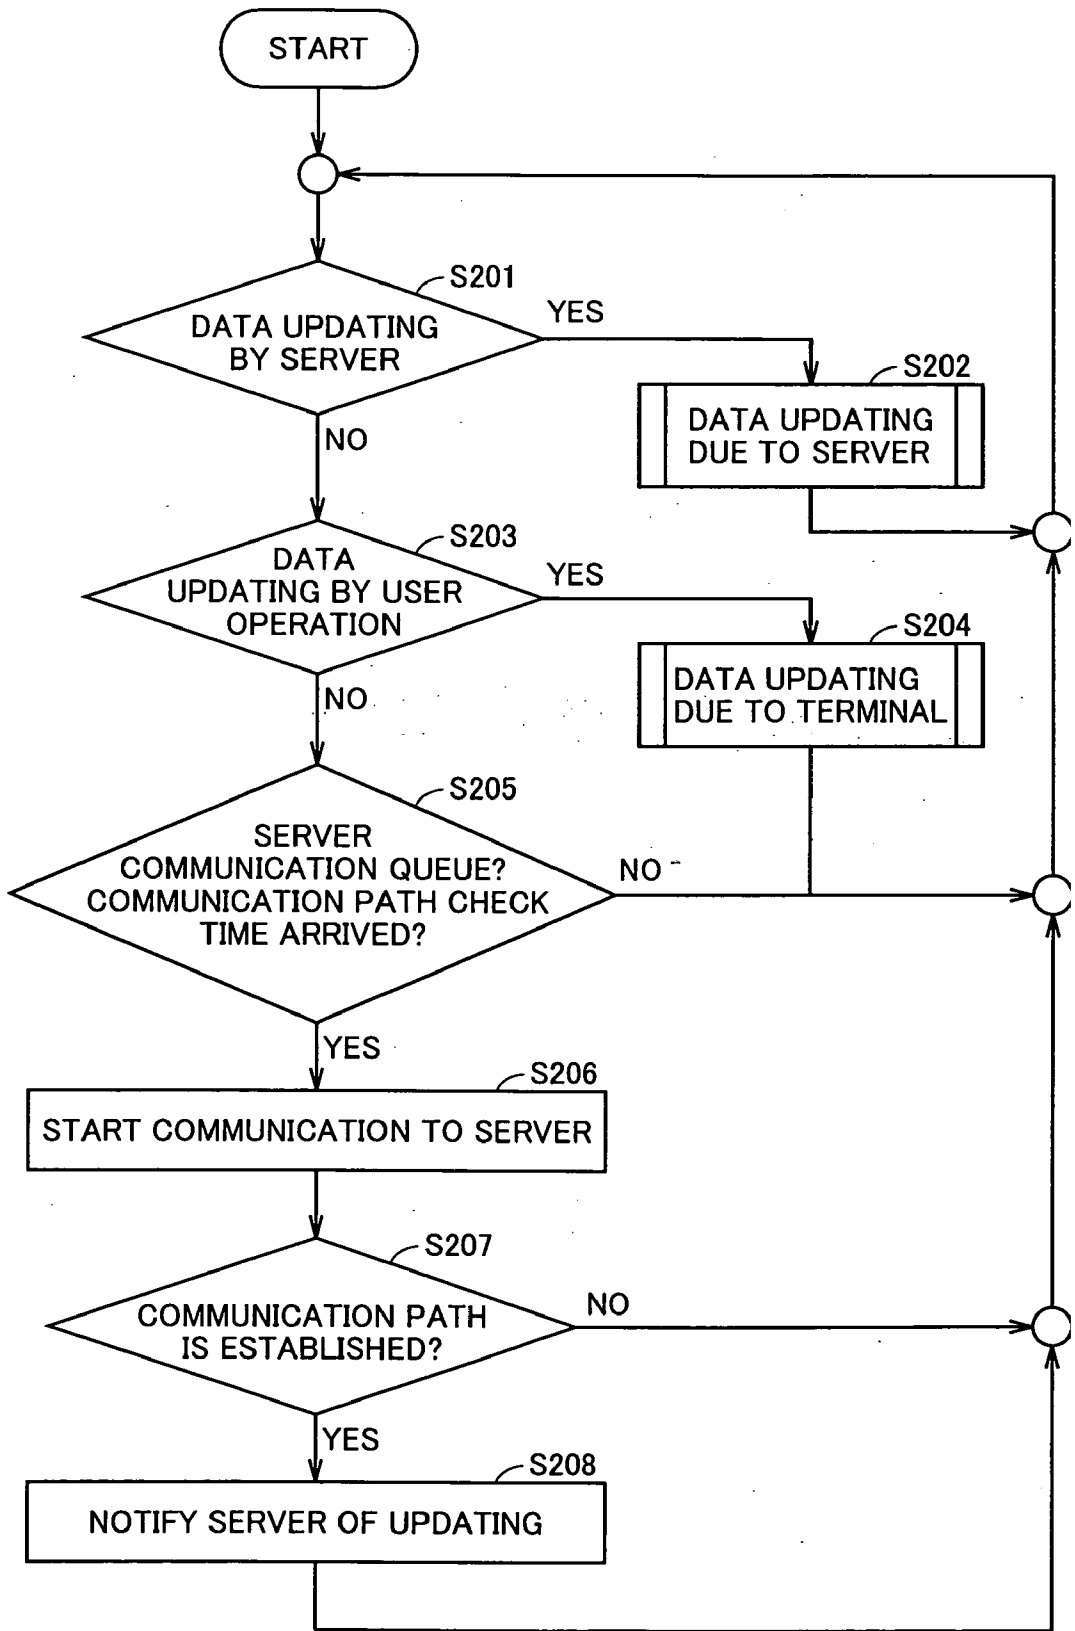 START
S201
DATA UPDATING
BY SERVER
YES
NO
S202
DATA UPDATING
DUE TO SERVER
S203
DATA
UPDATING BY USER
OPERATION
YES
NO
S204
DATA UPDATING
DUE TO TERMINAL
S205
SERVER
COMMUNICATION QUEUE?
COMMUNICATION PATH CHECK
TIME ARRIVED?
NO
YES
S206
START COMMUNICATION TO SERVER
S207
COMMUNICATION PATH
IS ESTABLISHED?
NO
YES
S208
NOTIFY SERVER OF UPDATING